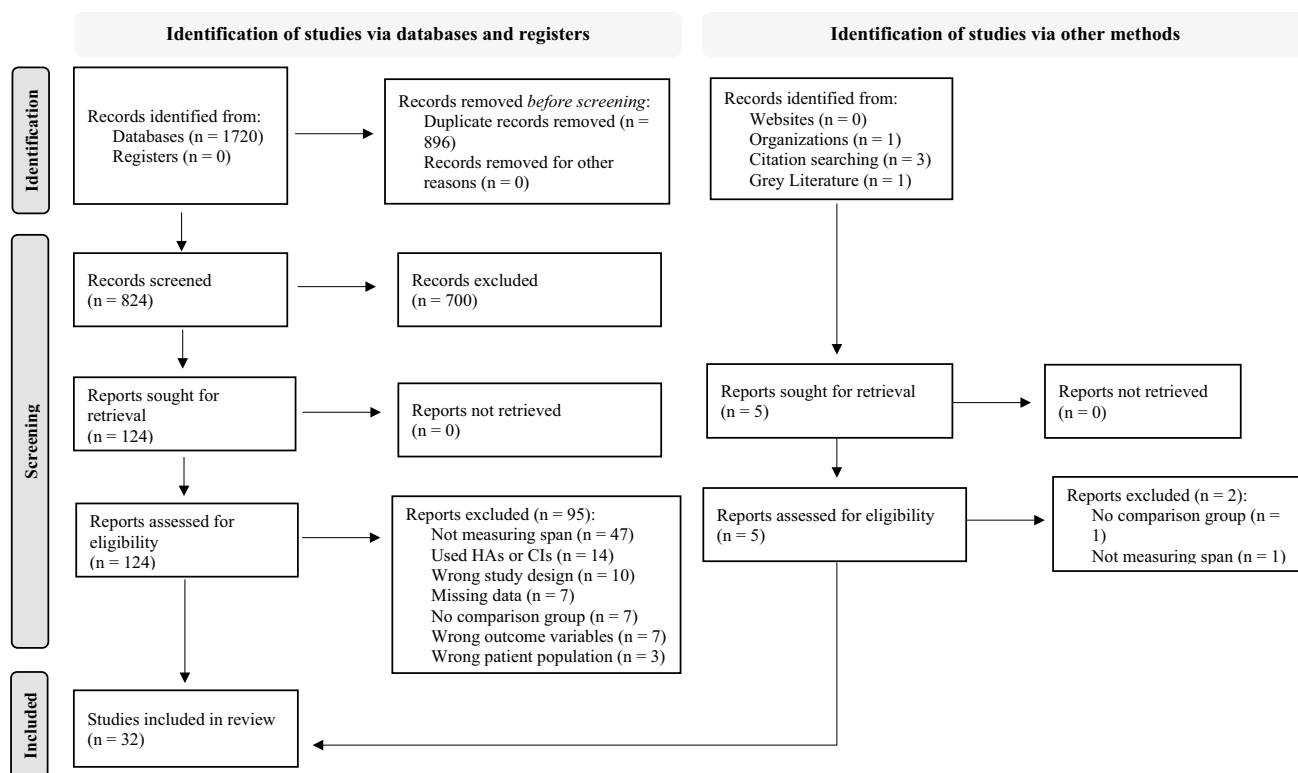 Identification of studies via databases and registers
Identification of studies via other methods
Identification
Records identified from:
Databases (n = 1720)
Registers (n = 0)
Records removed before screening:
Duplicate records removed (n =
896)
Records removed for other
reasons (n = 0)
Records identified from:
Websites (n = 0)
Organizations (n = 1)
Citation searching (n = 3)
Grey Literature (n = 1)
Screening
Records screened
(n = 824)
Records excluded
(n = 700)
Reports sought for
retrieval
(n = 124)
Reports not retrieved
(n = 0)
Reports sought for retrieval
(n = 5)
Reports not retrieved
(n = 0)
Reports assessed for
eligibility
(n = 124)
Reports excluded (n = 95):
Not measuring span (n = 47)
Used HAs or CIs (n = 14)
Wrong study design (n = 10)
Missing data (n = 7)
No comparison group (n = 7)
Wrong outcome variables (n = 7)
Wrong patient population (n = 3)
Reports assessed for eligibility
(n = 5)
Reports excluded (n = 2):
No comparison group (n =
1)
Not measuring span (n = 1)
Included
Studies included in review
(n = 32)